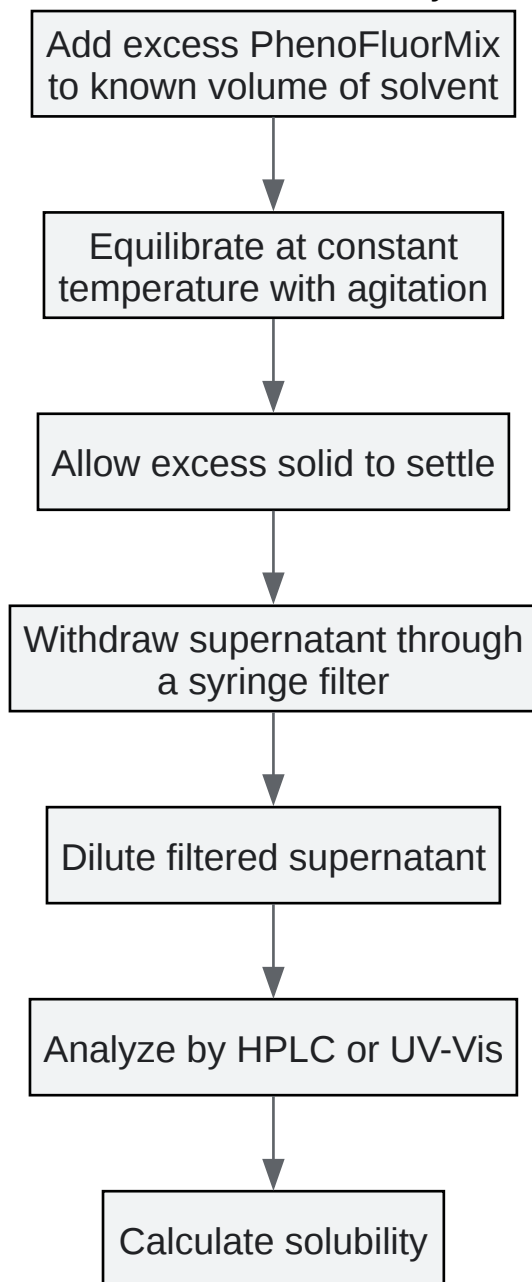 Add excess PhenoFluorMix
to known volume of solvent
Equilibrate at constant
temperature with agitation
Allow excess solid to settle
Withdraw supernatant through
a syringe filter
Dilute filtered supernatant
Analyze by HPLC or UV-Vis
Calculate solubility